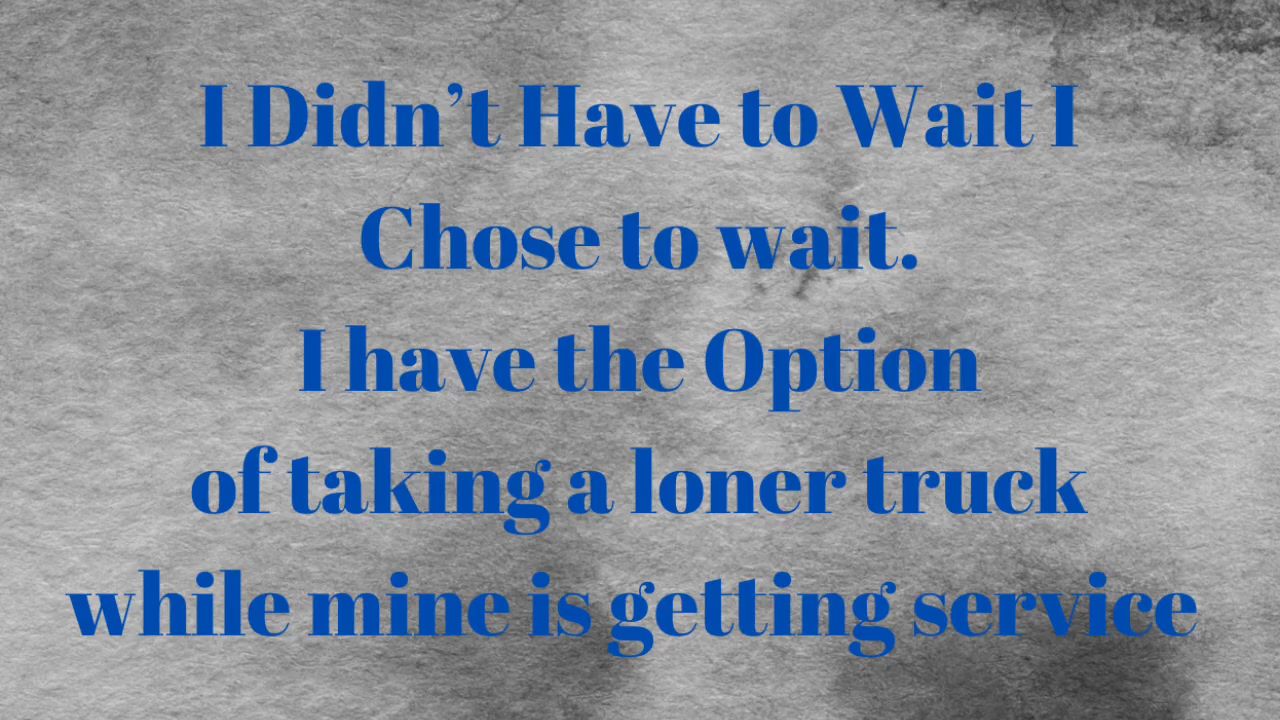 I Didn’t Have to Wait I
Chose to wait.
I have the Option
of taking a loner truck
while mine is getting service